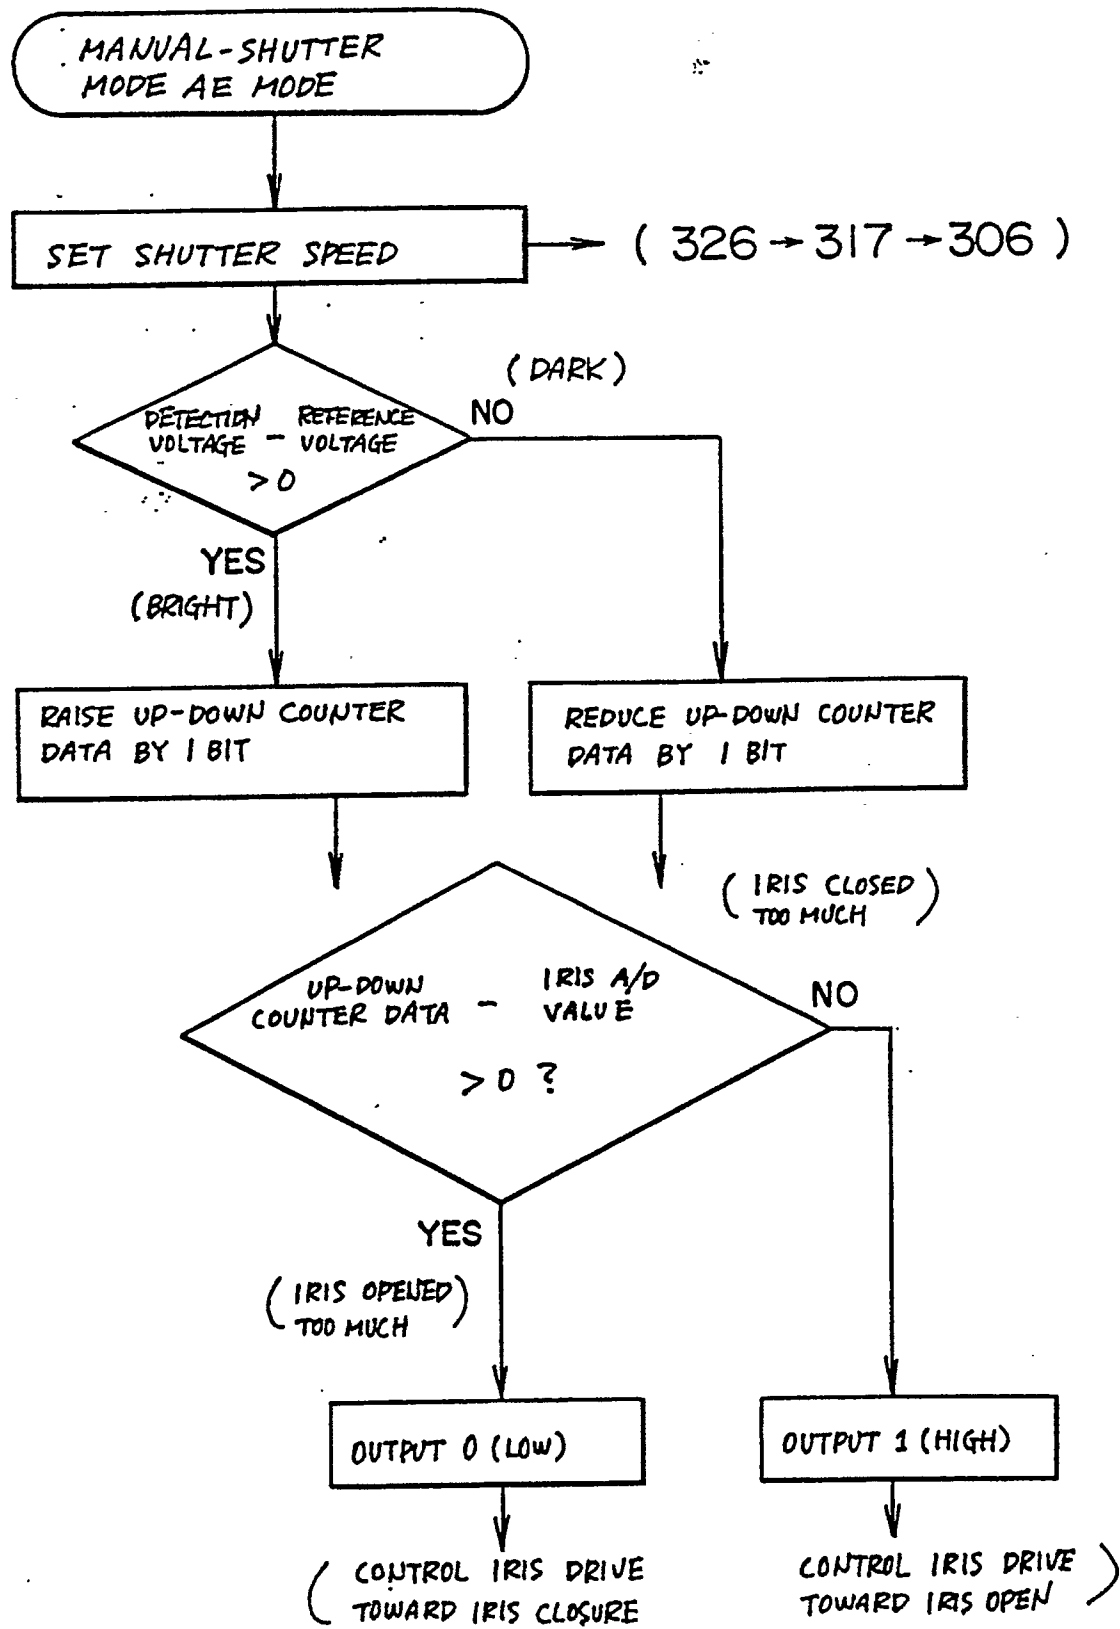 MANUAL-SHUTTER
MODE AE MODE
SET SHUTTER SPEED
( 326 → 317 → 306 )
(DARK)
DETECTION VOLTAGE - REFERENCE VOLTAGE
> 0
NO
YES
(BRIGHT)
RAISE UP-DOWN COUNTER
DATA BY 1 BIT
REDUCE UP-DOWN COUNTER
DATA BY 1 BIT
(IRIS CLOSED
TOO MUCH)
UP-DOWN COUNTER DATA - IRIS A/D VALUE
> 0 ?
NO
YES
(IRIS OPENED
TOO MUCH)
OUTPUT 0 (LOW)
OUTPUT 1 (HIGH)
(CONTROL IRIS DRIVE
TOWARD IRIS CLOSURE
CONTROL IRIS DRIVE
TOWARD IRIS OPEN)